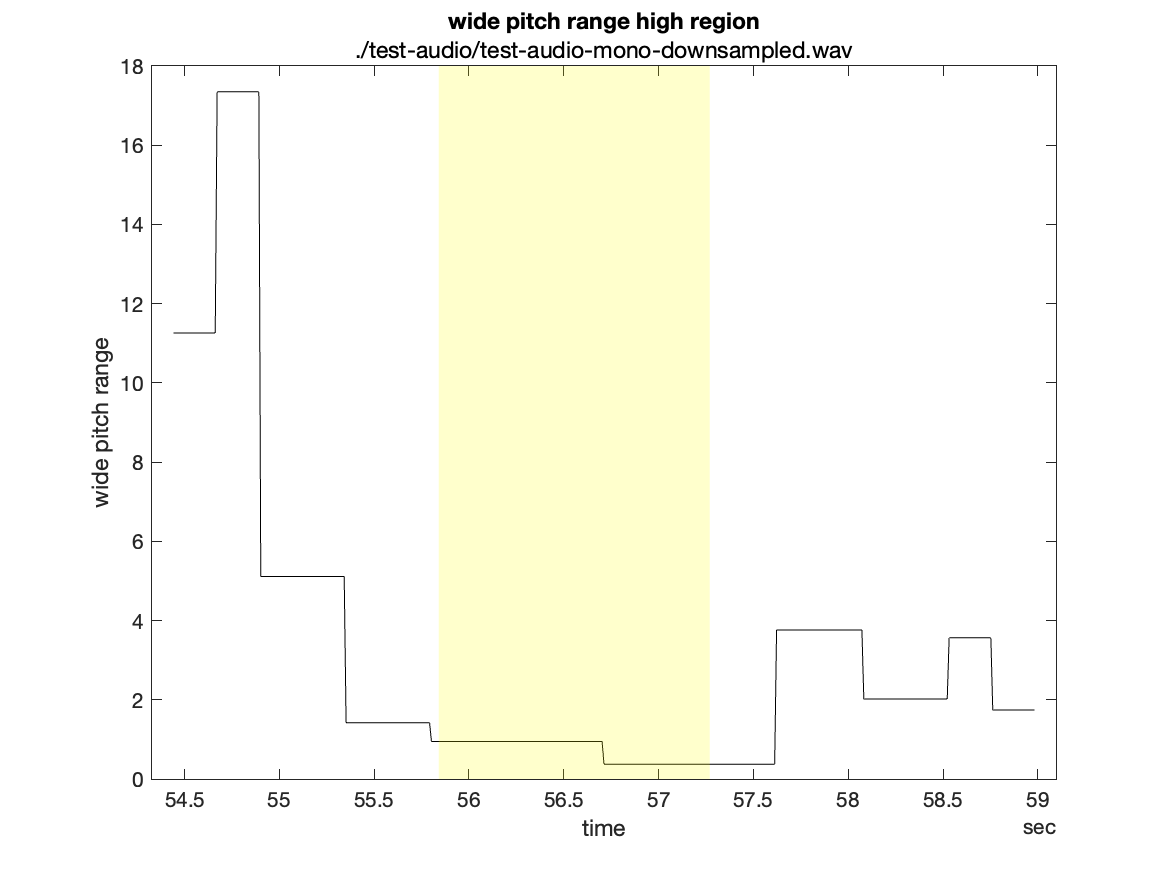 wide pitch range high region
./test-audio/test-audio-mono-downsampled.wav
18
16
14
12
10
8
6
4
2
0
wide pitch range
54.5 55 55.5 56 56.5 57 57.5 58 58.5 59
time
sec